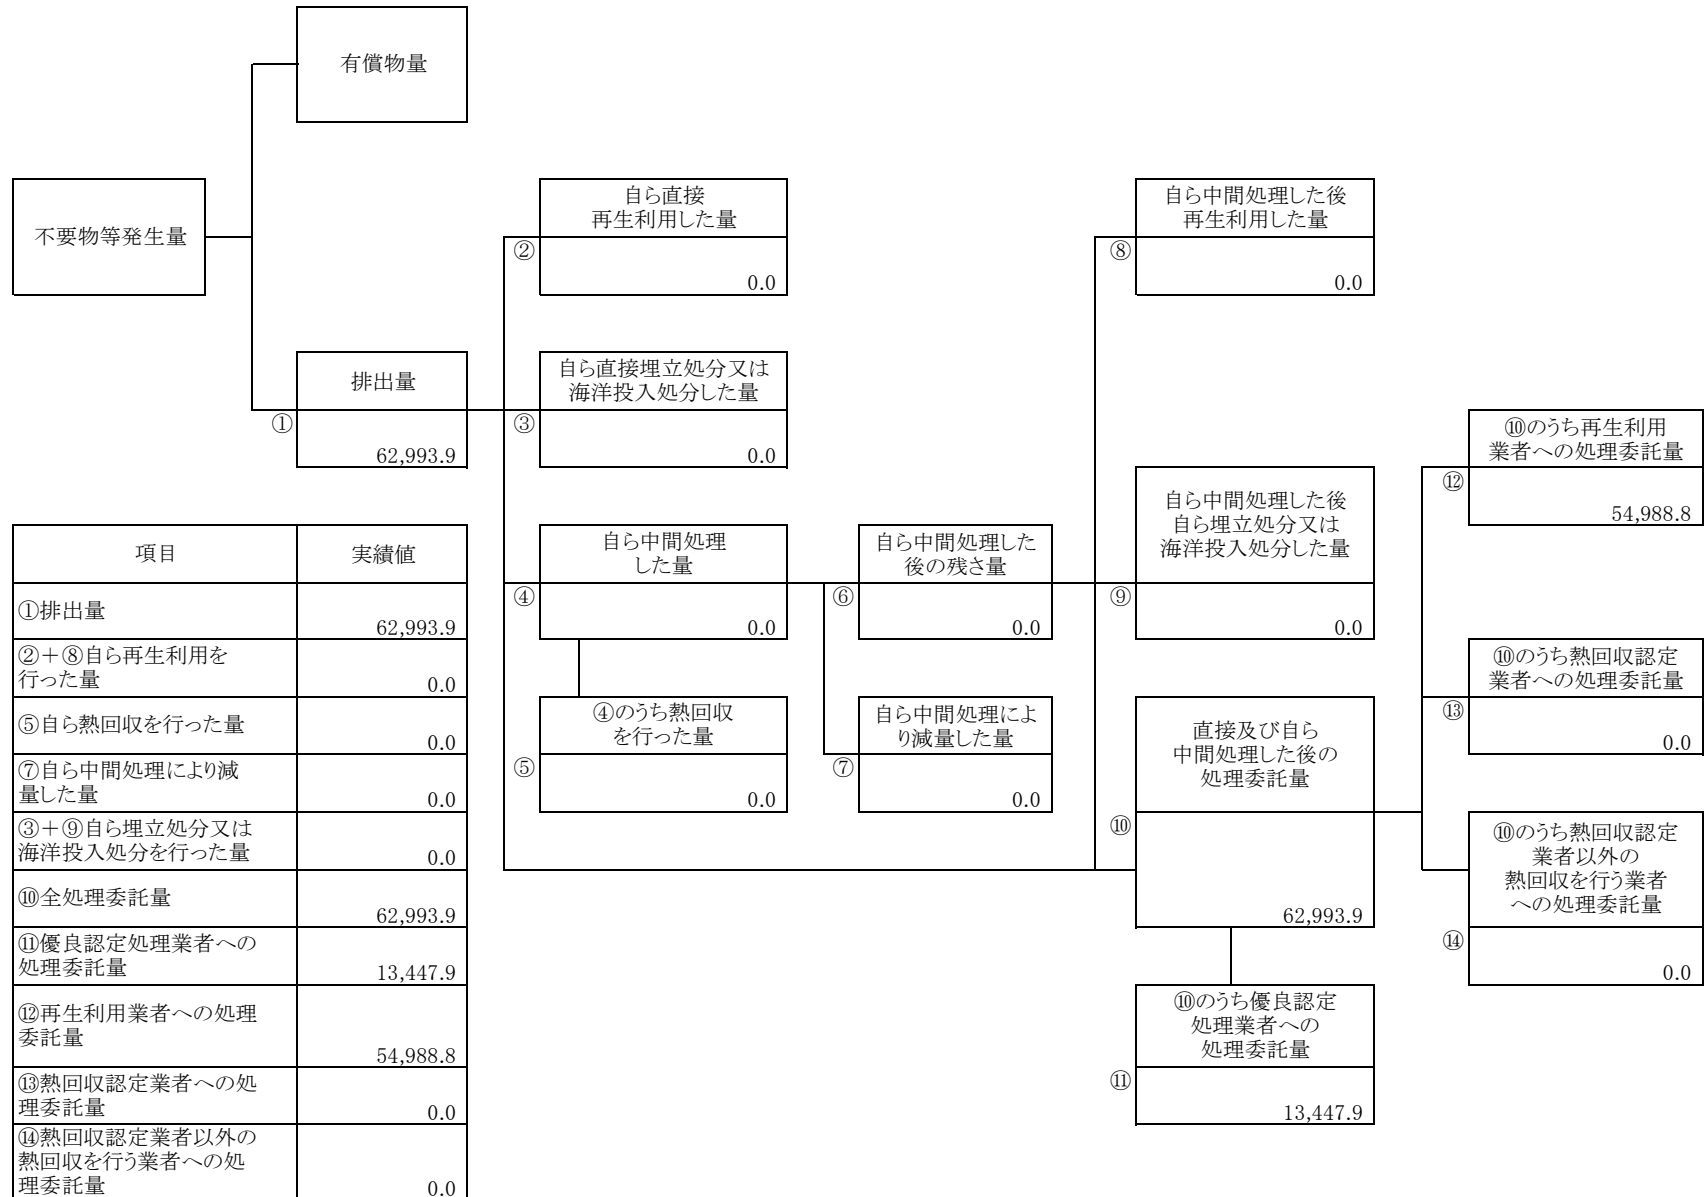 有償物量
不要物等発生量
排出量
①
62,993.9
自ら直接
再生利用した量
②
0.0
自ら直接埋立処分又は
海洋投入処分した量
③
0.0
自ら中間処理
した量
④
0.0
④のうち熱回収
を行った量
⑤
0.0
自ら中間処理した
後の残さ量
⑥
0.0
自ら中間処理によ
り減量した量
⑦
0.0
自ら中間処理した後
再生利用した量
⑧
0.0
自ら中間処理した後
自ら埋立処分又は
海洋投入処分した量
⑨
0.0
直接及び自ら
中間処理した後の
処理委託量
⑩
62,993.9
⑩のうち優良認定
処理業者への
処理委託量
⑪
13,447.9
⑩のうち再生利用
業者への処理委託量
⑫
54,988.8
⑩のうち熱回収認定
業者への処理委託量
⑬
0.0
⑩のうち熱回収認定
業者以外の
熱回収を行う業者
への処理委託量
⑭
0.0
項目 実績値
①排出量
62,993.9
②＋⑧自ら再生利用を
行った量
0.0
⑤自ら熱回収を行った量
0.0
⑦自ら中間処理により減
量した量
0.0
③＋⑨自ら埋立処分又は
海洋投入処分を行った量
0.0
⑩全処理委託量
62,993.9
⑪優良認定処理業者への
処理委託量
13,447.9
⑫再生利用業者への処理
委託量
54,988.8
⑬熱回収認定業者への処
理委託量
0.0
⑭熱回収認定業者以外の
熱回収を行う業者への処
理委託量
0.0